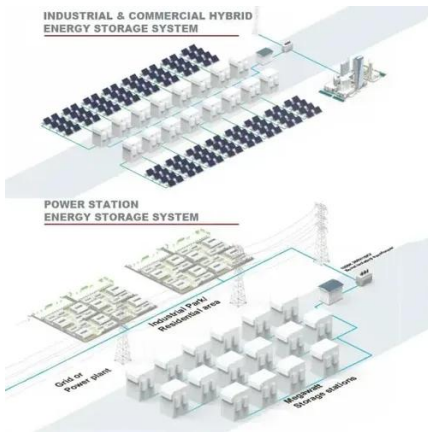 INDUSTRIAL & COMMERCIAL HYBRID
ENERGY STORAGE SYSTEM
POWER STATION
ENERGY STORAGE SYSTEM
Industrial Park/
Residential area
Grid or
Power plant
Megawatt
Storage stations